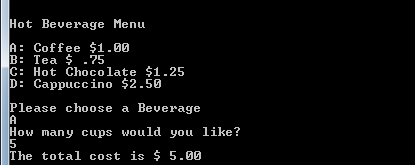 Hot Beverage Menu
A: Coffee $1.00
B: Tea $ .75
C: Hot Chocolate $1.25
D: Cappuccino $2.50
Please choose a Beverage
A
How many cups would you like?
5
The total cost is $ 5.00